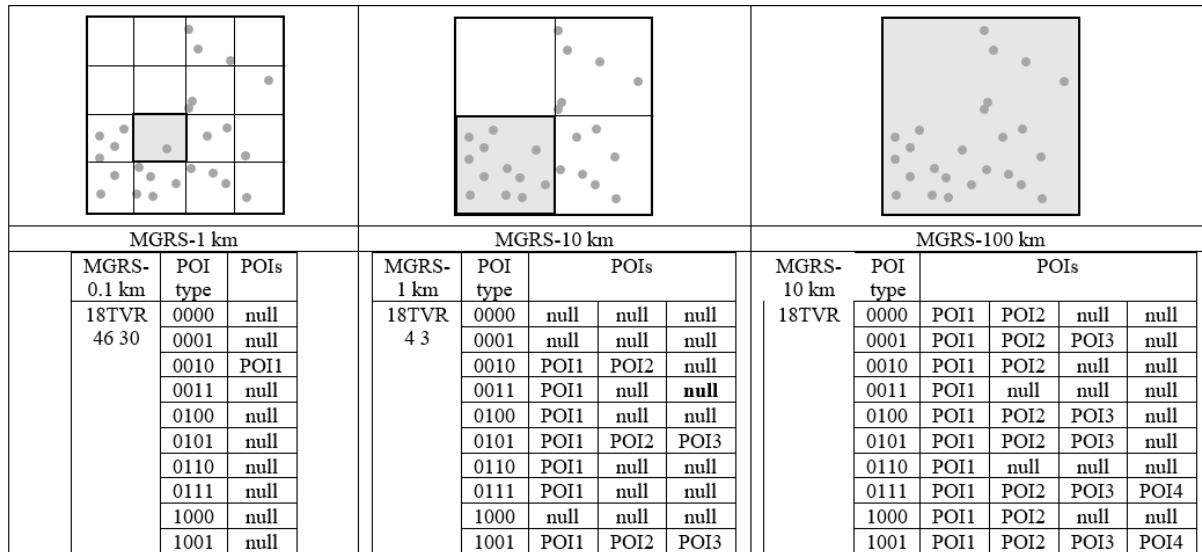 MGRS-1 km MGRS-10 km MGRS-100 km
MGRS- POI POIs MGRS- POI POIs MGRS- POI POIs
0.1 km type 1 km type 10 km type
18TVR 0000 null 18TVR 0000 null null null 18TVR 0000 POI1 POI2 null null
46 30 0001 null 4 3 0001 null null null 0001 POI1 POI2 POI3 null
0010 POI1 0010 POI1 POI2 null 0010 POI1 POI2 null null
0011 null 0011 POI1 null null 0011 POI1 null null null
0100 null 0100 POI1 null null 0100 POI1 POI2 POI3 null
0101 null 0101 POI1 POI2 POI3 0101 POI1 POI2 POI3 null
0110 null 0110 POI1 null null 0110 POI1 null null null
0111 null 0111 POI1 null null 0111 POI1 POI2 POI3 POI4
1000 null 1000 null null null 1000 POI1 POI2 null null
1001 null 1001 POI1 POI2 POI3 1001 POI1 POI2 POI3 POI4